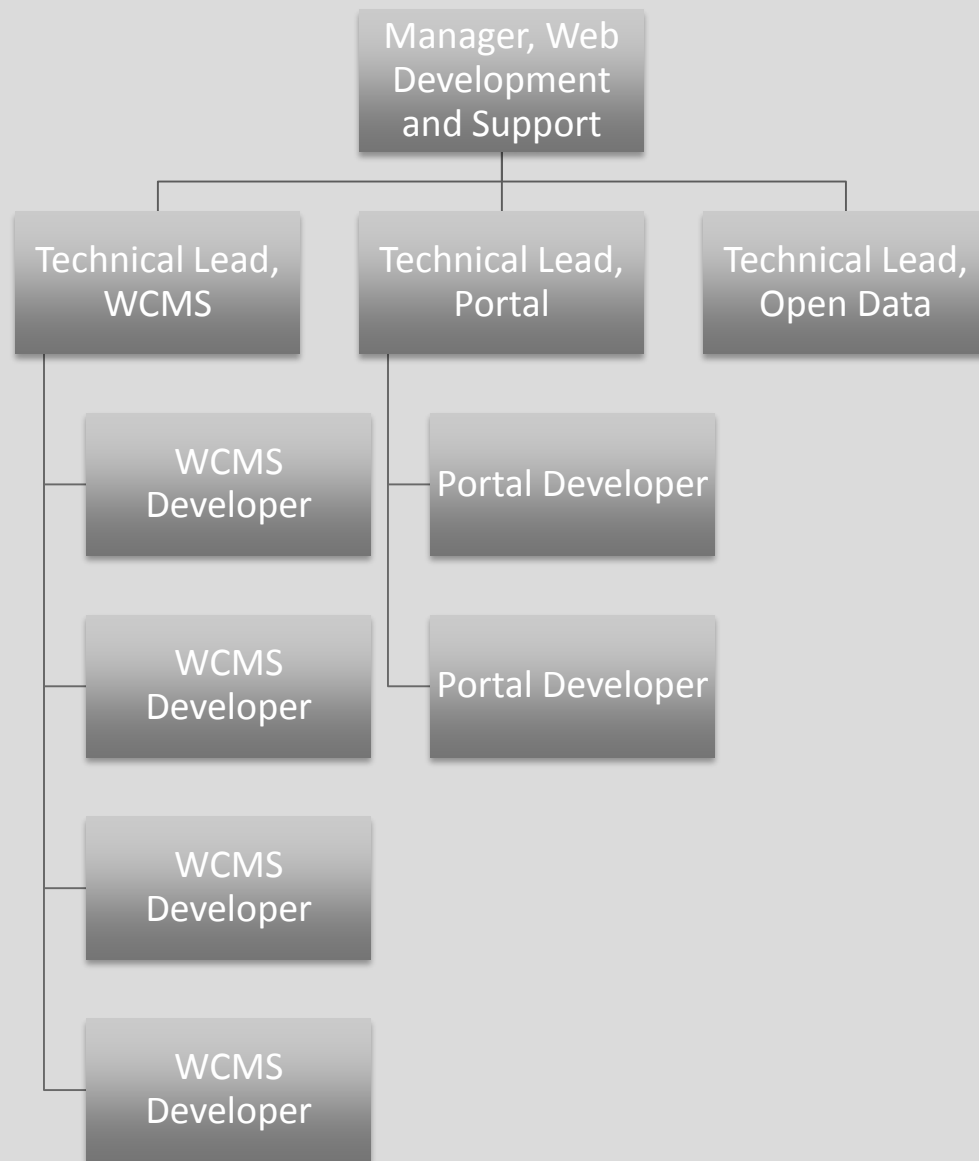 Manager, Web
Development
and Support
Technical Lead,
WCMS
Technical Lead,
Portal
Technical Lead,
Open Data
WCMS
Developer
Portal Developer
WCMS
Developer
Portal Developer
WCMS
Developer
WCMS
Developer